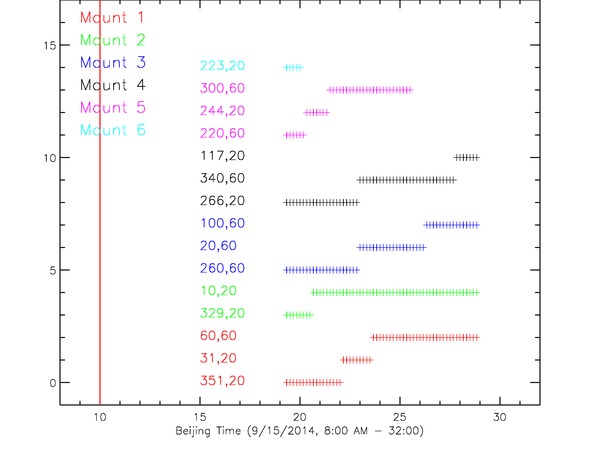 Mount 1
15
Mount 2
Mount 3
223,20
Mount 4
300,60
Mount 5
244,20
Mount 6
220,60
10
117,20
340,60
266,20
100,60
20,60
5
260,60
10,20
329,20
60,60
31,20
0
351,20
10 15 20 25 30
Beijing Time (9/15/2014, 8:00 AM - 32:00)